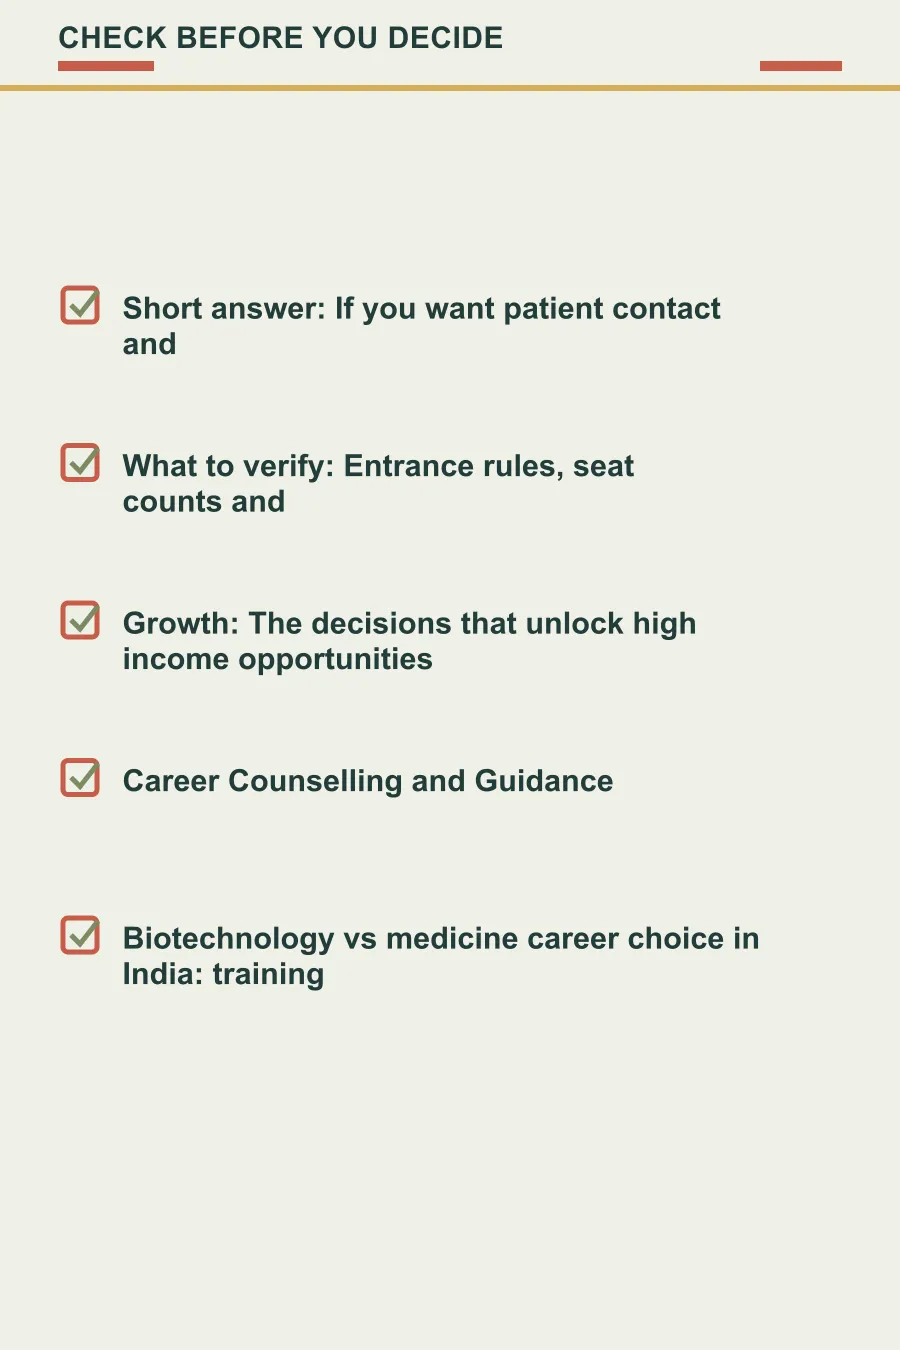 CHECK BEFORE YOU DECIDE
Short answer: If you want patient contact
and
What to verify: Entrance rules, seat
counts and
Growth: The decisions that unlock high
income opportunities
Career Counselling and Guidance
Biotechnology vs medicine career choice in
India: training